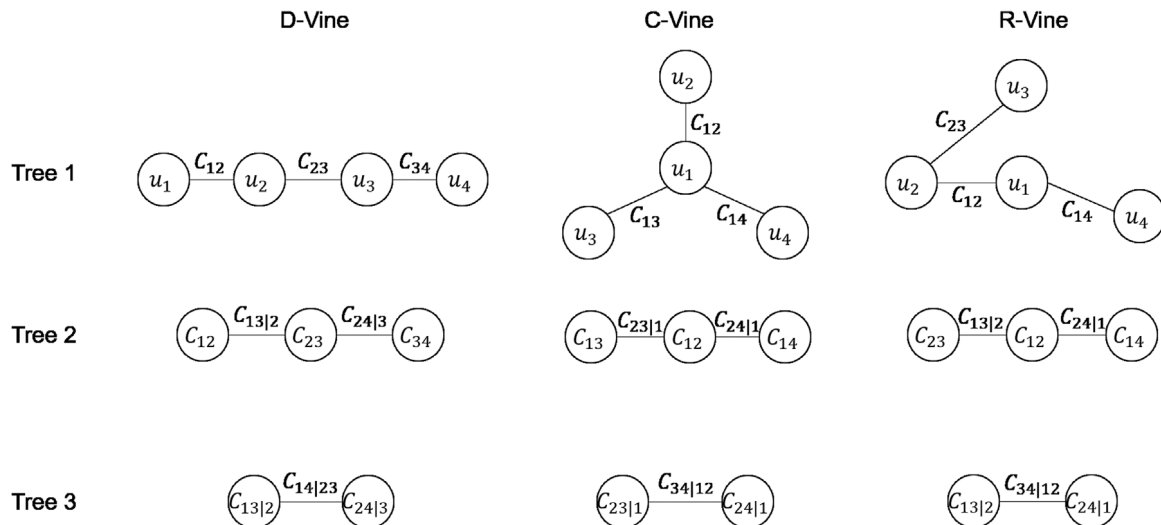 D-Vine C-Vine R-Vine
u₂
u₃
C₁₂
C₂₃
Tree 1
u₁ C₁₂ u₂ C₂₃ u₃ C₃₄ u₄
u₁
u₂ C₁₂ u₁ C₁₄ u₄
C₁₃ C₁₄
u₃ u₄
Tree 2
C₁₂ C₁₃|₂ C₂₃ C₂₄|₃ C₃₄
C₁₃ C₂₃|₁ C₁₂ C₂₄|₁ C₁₄
C₂₃ C₁₃|₂ C₁₂ C₂₄|₁ C₁₄
Tree 3
C₁₃|₂ C₁₄|₂₃ C₂₄|₃
C₂₃|₁ C₃₄|₁₂ C₂₄|₁
C₁₃|₂ C₃₄|₁₂ C₂₄|₁